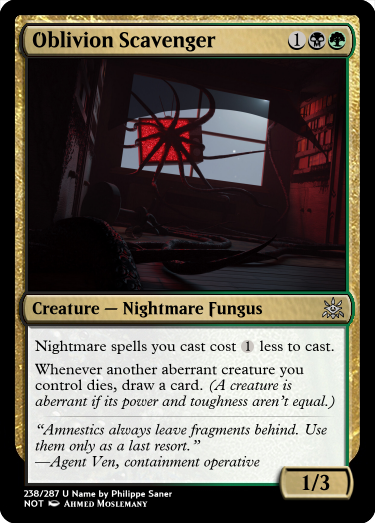 Oblivion Scavenger
1
Creature — Nightmare Fungus
Nightmare spells you cast cost 1 less to cast.
Whenever another aberrant creature you
control dies, draw a card. (A creature is
aberrant if its power and toughness aren't equal.)
"Amnestics always leave fragments behind. Use
them only as a last resort."
—Agent Ven, containment operative
1/3
238/287 U Name by Philippe Saner
NOT Ahmed Moslemany